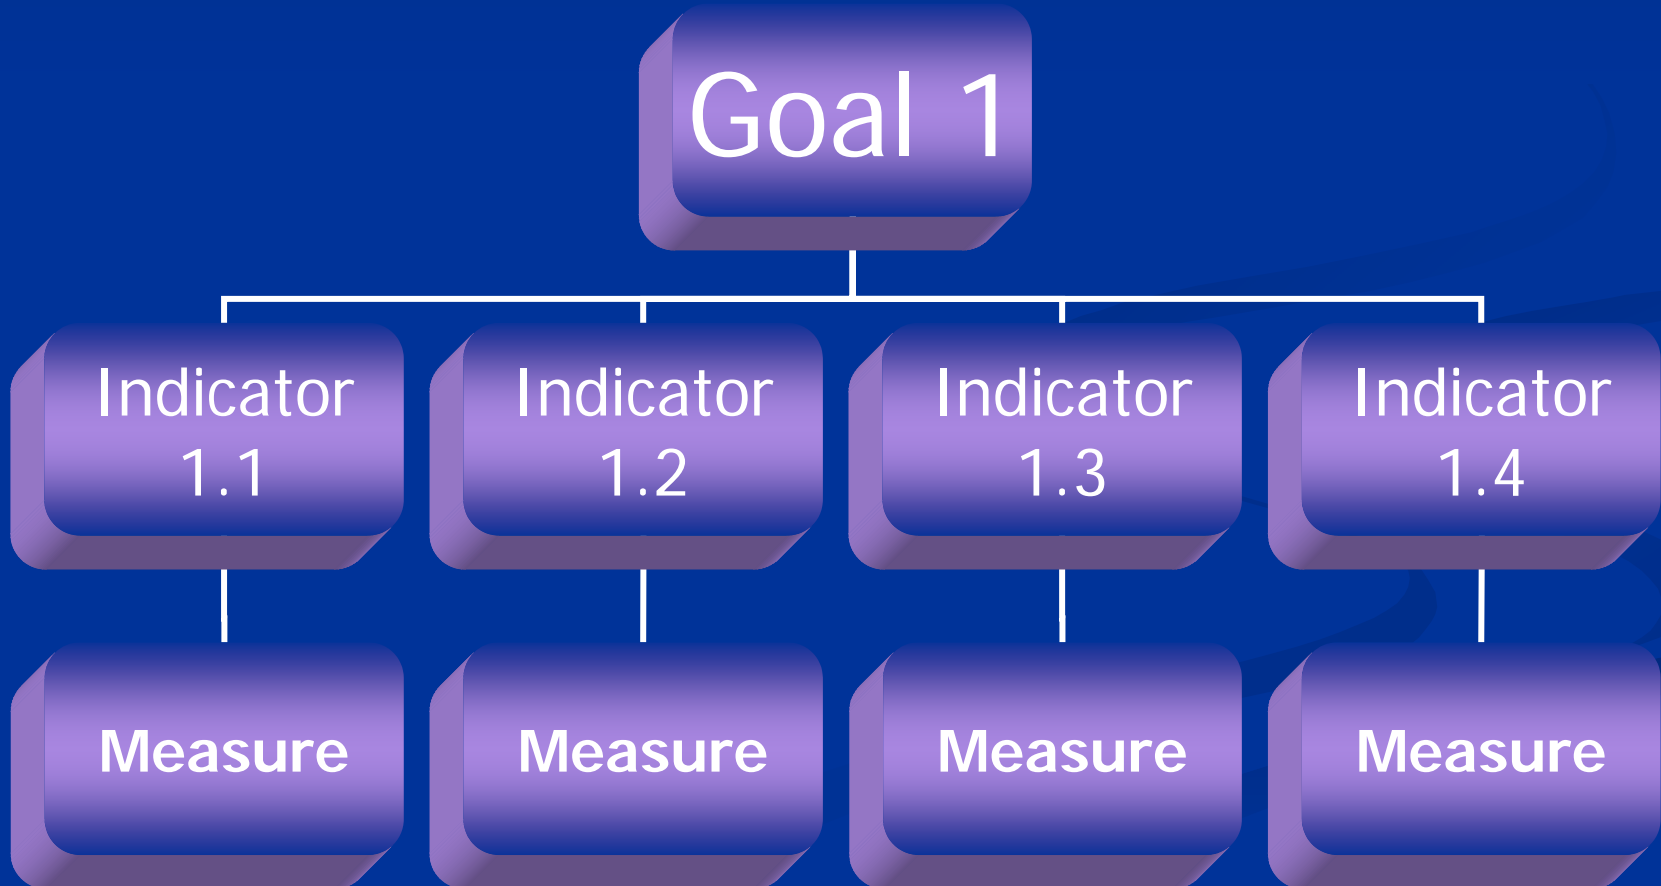 Goal 1
Indicator
1.1
Indicator
1.2
Indicator
1.3
Indicator
1.4
Measure
Measure
Measure
Measure